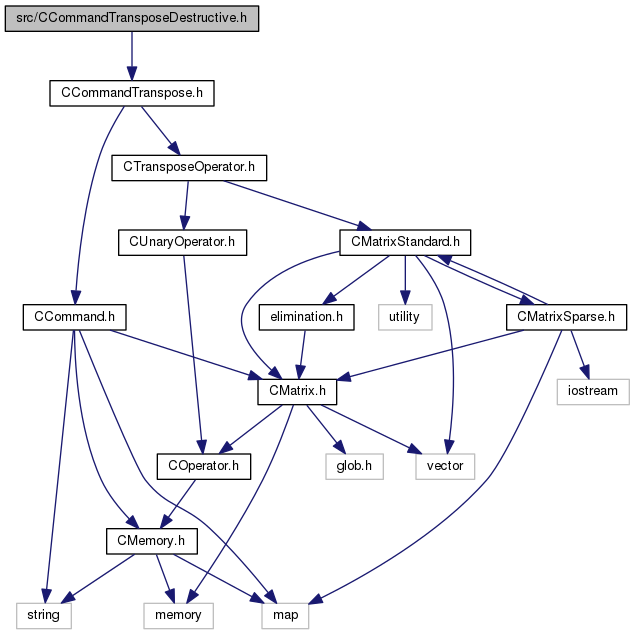 src/CCommandTransposeDestructive.h
CCommandTranspose.h
CTransposeOperator.h
CUnaryOperator.h
CMatrixStandard.h
CCommand.h
elimination.h
utility
CMatrixSparse.h
CMatrix.h
iostream
COperator.h
glob.h
vector
CMemory.h
string
memory
map